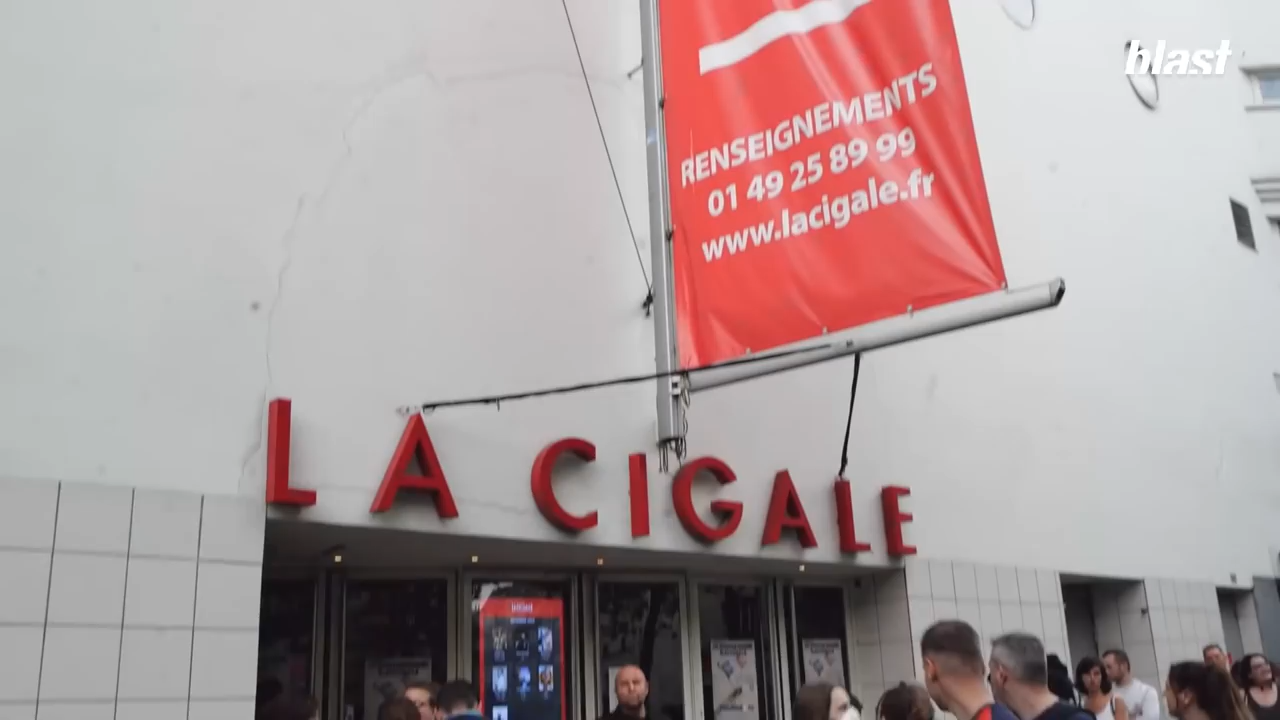 blast
RENSEIGNEMENTS
01 49 25 89 99
www.lacigale.fr
LA CIGALE